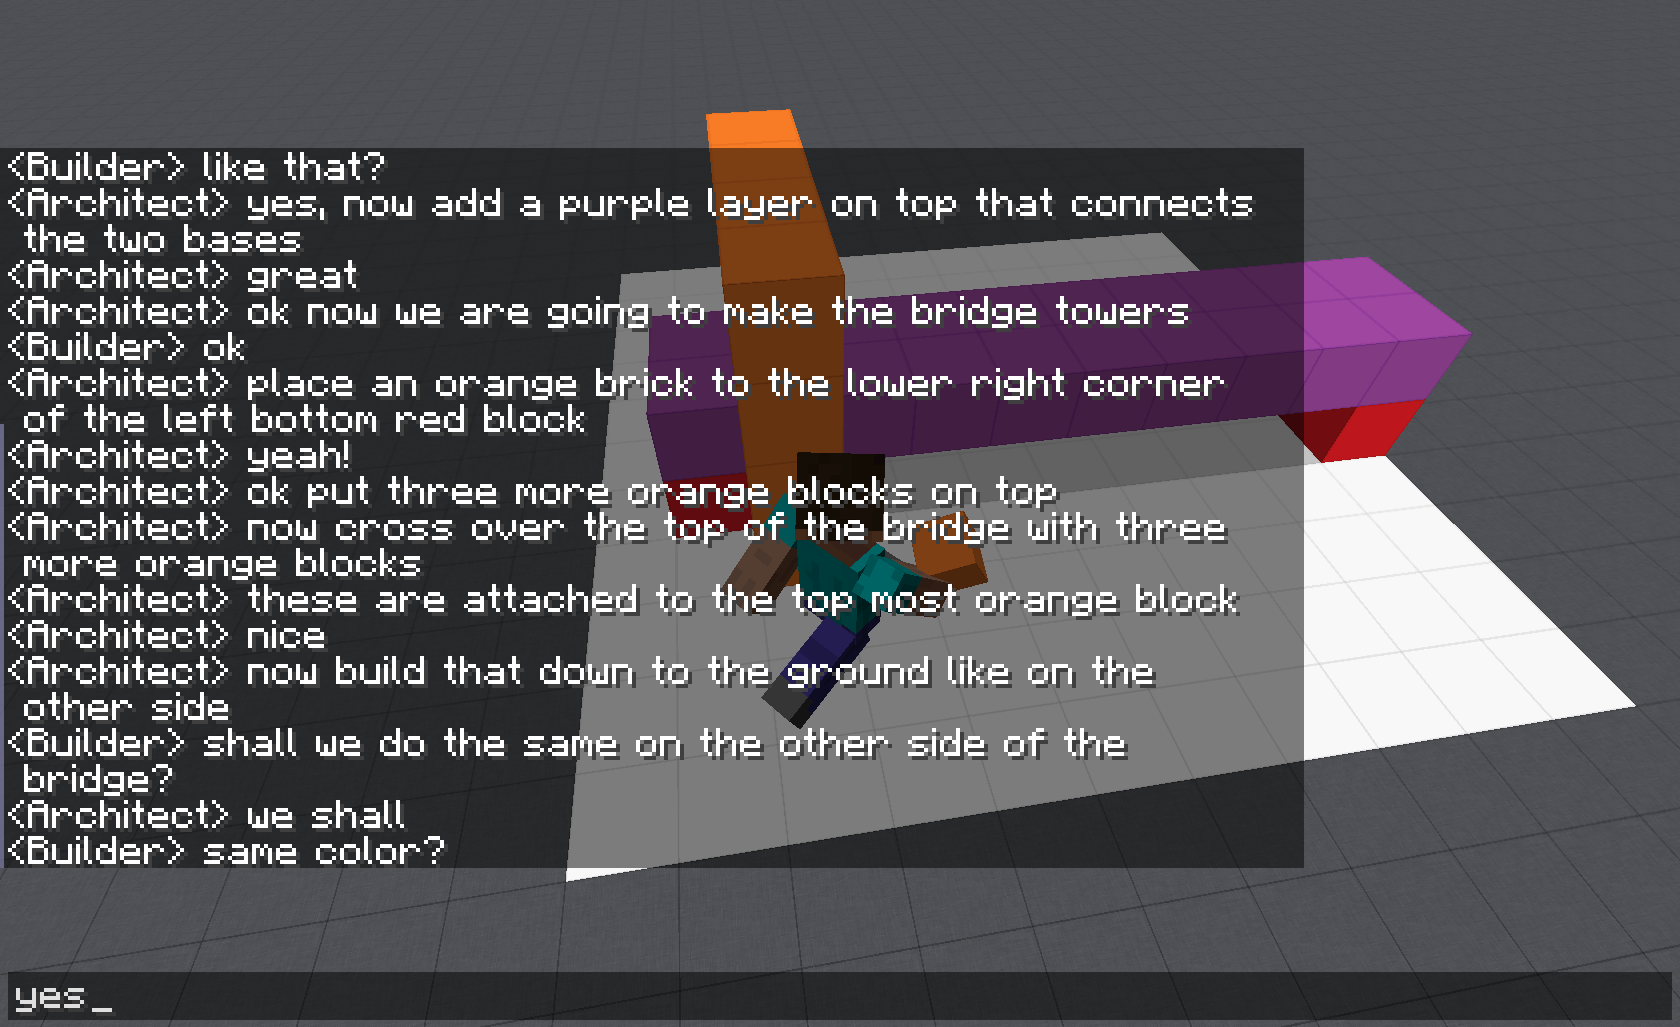 <Builder> like that?
<Architect> yes, now add a purple layer on top that connects
the two bases
<Architect> great
<Architect> ok now we are going to make the bridge towers
<Builder> ok
<Architect> place an orange brick to the lower right corner
of the left bottom red block
<Architect> yeah!
<Architect> ok put three more orange blocks on top
<Architect> now cross over the top of the bridge with three
more orange blocks
<Architect> these are attached to the top most orange block
<Architect> nice
<Architect> now build that down to the ground like on the
other side
<Builder> shall we do the same on the other side of the
bridge?
<Architect> we shall
<Builder> same color?
yes_